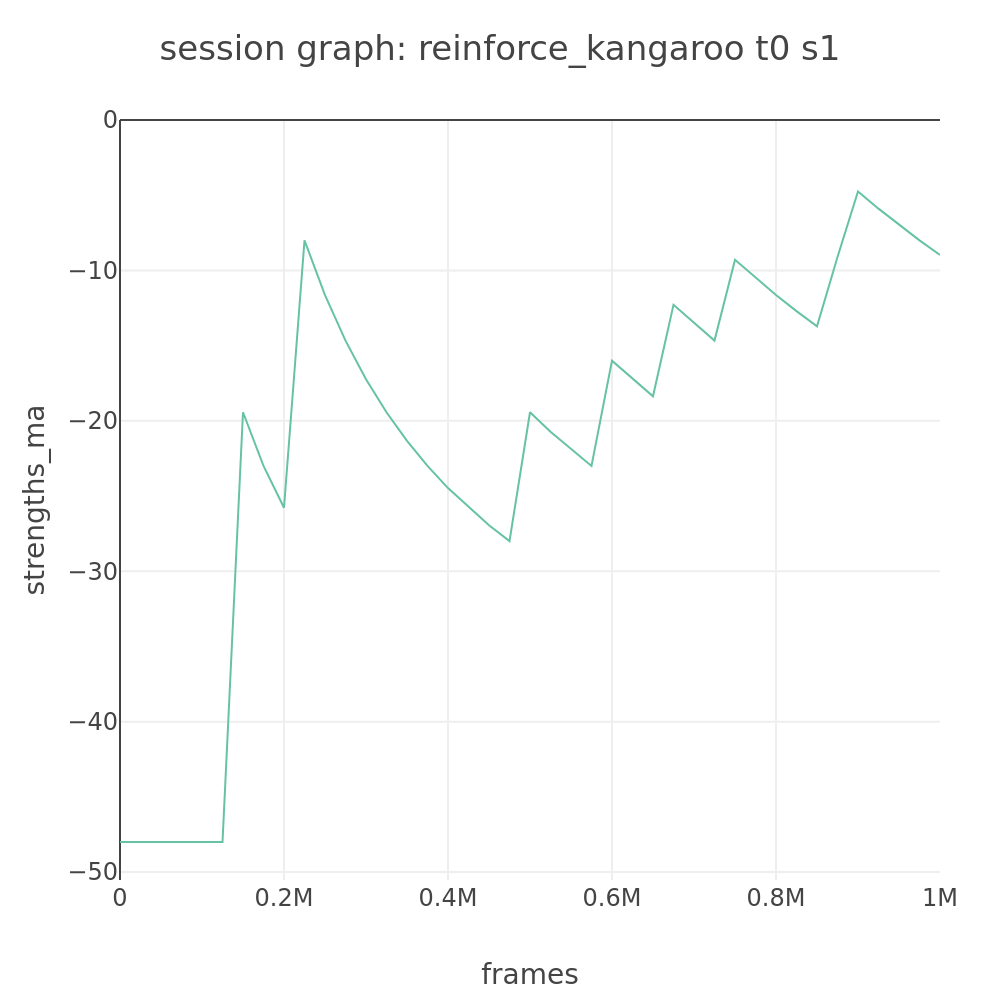 session graph: reinforce_kangaroo t0 s1
strengths_ma
0
−10
−20
−30
−40
−50
0
0.2M
0.4M
0.6M
0.8M
1M
frames